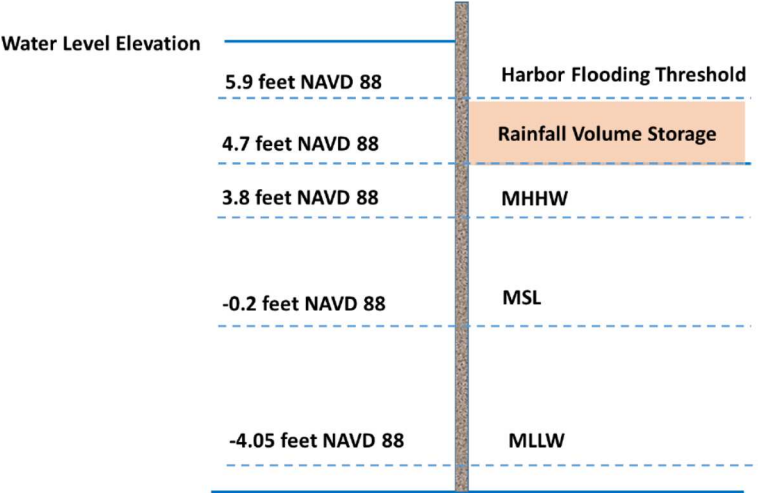 Water Level Elevation
5.9 feet NAVD 88
Harbor Flooding Threshold
4.7 feet NAVD 88
Rainfall Volume Storage
3.8 feet NAVD 88
MHHW
-0.2 feet NAVD 88
MSL
-4.05 feet NAVD 88
MLLW